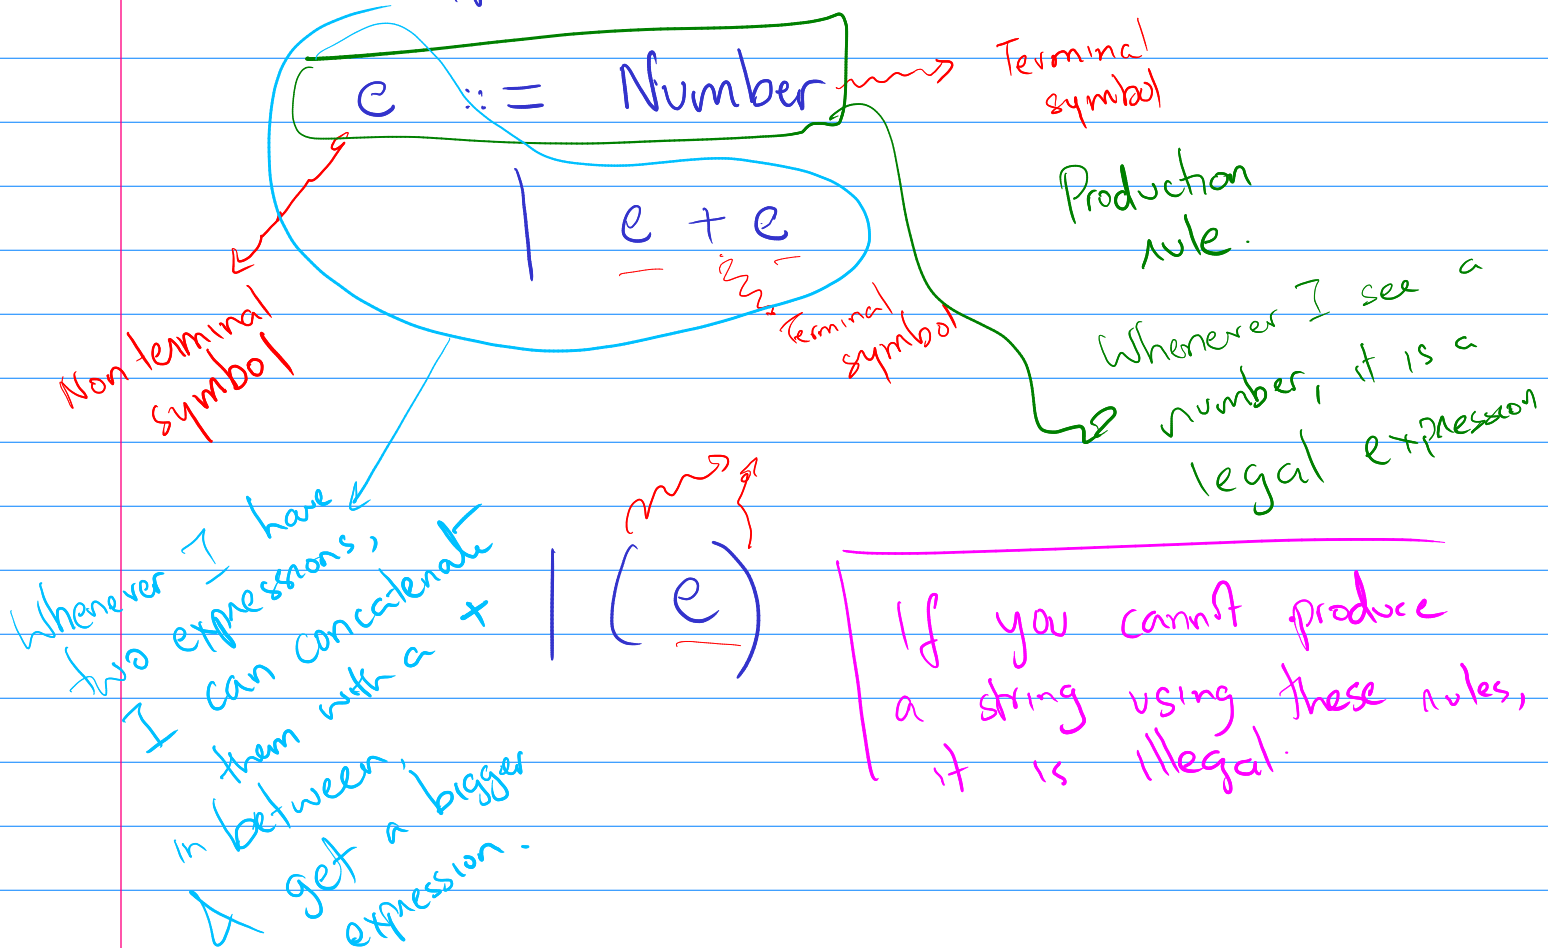 e ::= Number
Terminal
symbol
| e + e
Terminal
symbol
Production
rule.
Whenever I see a
number, it is a
legal expression
Non terminal
symbol
| (e)
Whenever I have
two expressions,
I can concatenate
them with a +
in between,
get a bigger
expression.
If you cannot produce
a string using these rules,
it is illegal.